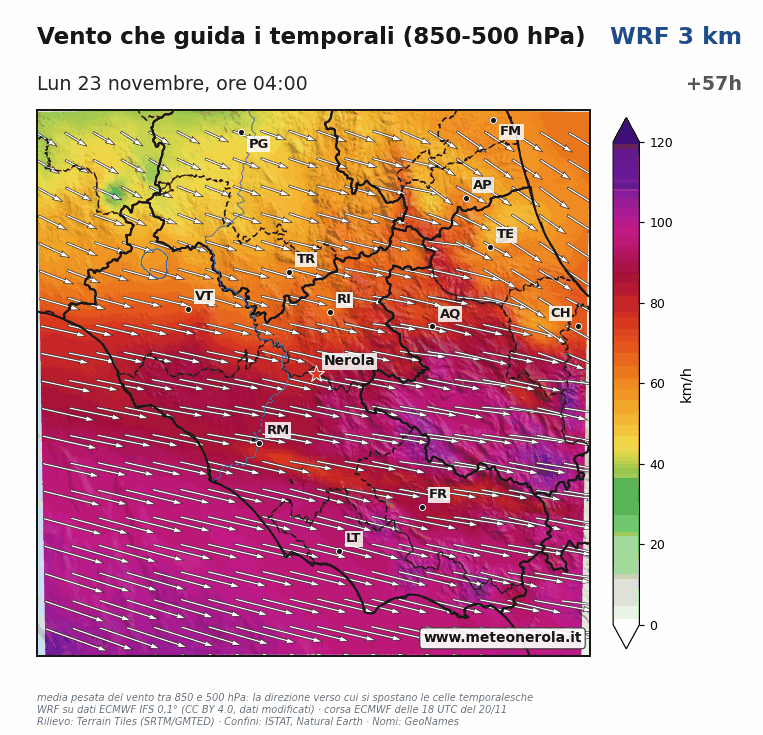 Vento che guida i temporali (850-500 hPa) WRF 3 km
Lun 23 novembre, ore 04:00 +57h
FM
PG
AP
TE
TR
VT
RI
AQ
CH
Nerola
RM
FR
LT
www.meteonerola.it
120
100
80
60
40
20
0
km/h
media pesata del vento tra 850 e 500 hPa: la direzione verso cui si spostano le celle temporalesche
WRF su dati ECMWF IFS 0,1° (CC BY 4.0, dati modificati) · corsa ECMWF delle 18 UTC del 20/11
Rilievo: Terrain Tiles (SRTM/GMTED) · Confini: ISTAT, Natural Earth · Nomi: GeoNames